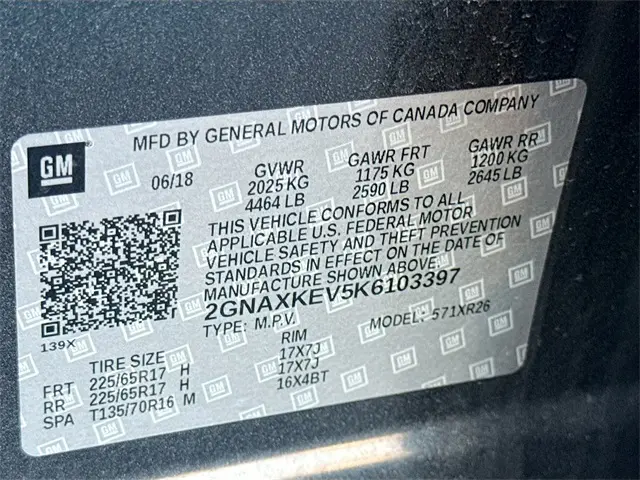 MFD BY GENERAL MOTORS OF CANADA COMPANY
GM
06/18 GVWR GAWR FRT GAWR RR
2025 KG 1175 KG 1200 KG
4464 LB 2590 LB 2645 LB
THIS VEHICLE CONFORMS TO ALL
APPLICABLE U.S. FEDERAL MOTOR
VEHICLE SAFETY AND THEFT PREVENTION
STANDARDS IN EFFECT ON THE DATE OF
MANUFACTURE SHOWN ABOVE.
2GNAXKEV5K6103397
TYPE: M.P.V. MODEL: 571XR26
139X
TIRE SIZE RIM
FRT 225/65R17 H 17X7J
RR 225/65R17 H 17X7J
SPA T135/70R16 M 16X4BT